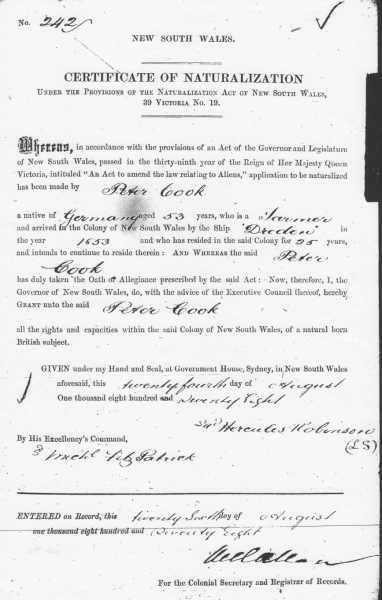 No. 242
NEW SOUTH WALES.
CERTIFICATE OF NATURALIZATION
UNDER THE PROVISIONS OF THE NATURALIZATION ACT OF NEW SOUTH WALES,
39 VICTORIA No. 19.
Whereas, in accordance with the provisions of an Act of the Governor and Legislature
of New South Wales, passed in the thirty-ninth year of the Reign of Her Majesty Queen
Victoria, intituled "An Act to amend the law relating to Aliens," application to be naturalized
has been made by Peter Cook
a native of Germany aged 53 years, who is a Farmer
and arrived in the Colony of New South Wales by the Ship "Dreden" in
the year 1853 and who has resided in the said Colony for 25 years,
and intends to continue to reside therein: AND WHEREAS the said Peter
Cook
has duly taken the Oath of Allegiance prescribed by the said Act: Now, therefore, I, the
Governor of New South Wales, do, with the advice of the Executive Council thereof, hereby
GRANT unto the said Peter Cook
all the rights and capacities within the said Colony of New South Wales, of a natural born
British subject.
GIVEN under my Hand and Seal, at Government House, Sydney, in New South Wales
aforesaid, this twenty fourth day of August
One thousand eight hundred and Seventy Eight
Hercules Robinson
(LS)
By His Excellency's Command,
Michl Fitz Patrick
ENTERED on Record, this twenty Sixth Day of August
one thousand eight hundred and Seventy Eight
For the Colonial Secretary and Registrar of Records.